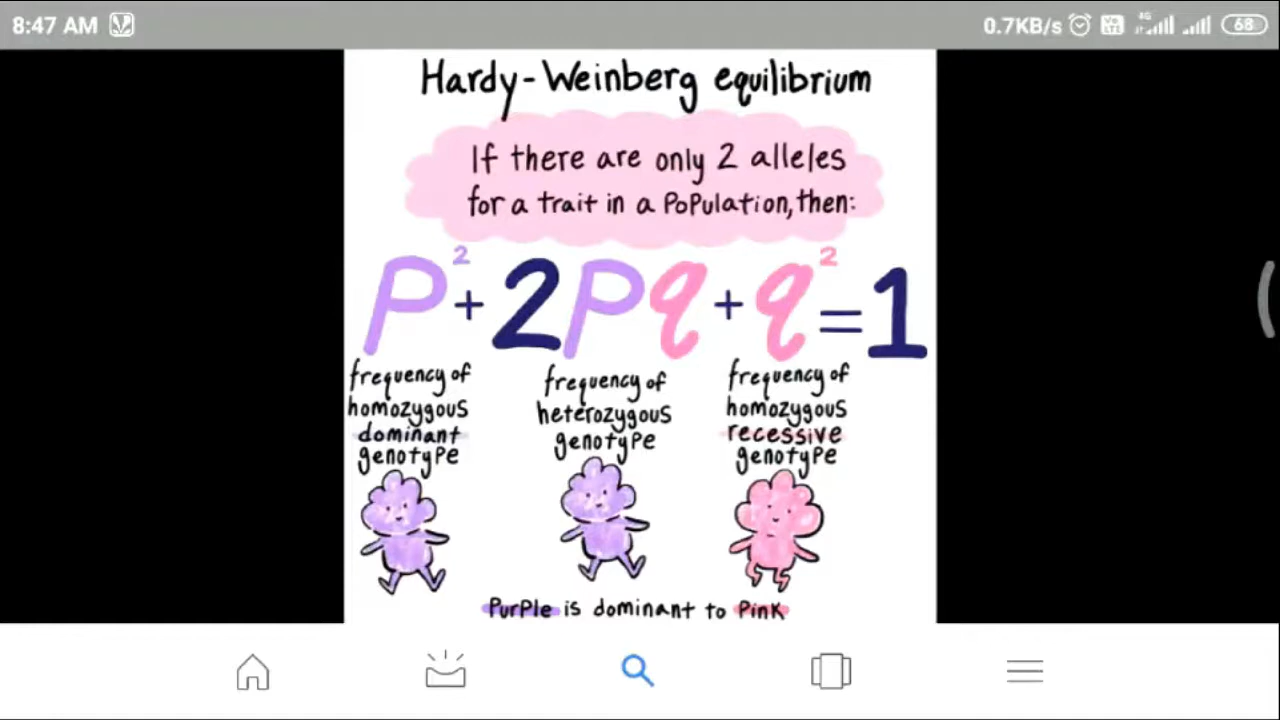 8:47 AM
0.7KB/s 4G 68
Hardy-Weinberg equilibrium
If there are only 2 alleles
for a trait in a PoPulation, then:
P² + 2Pq + q² = 1
frequency of
homozygous
dominant
genotype
frequency of
heterozygous
genotype
frequency of
homozygous
recessive
genotype
PurPle is dominant to Pink